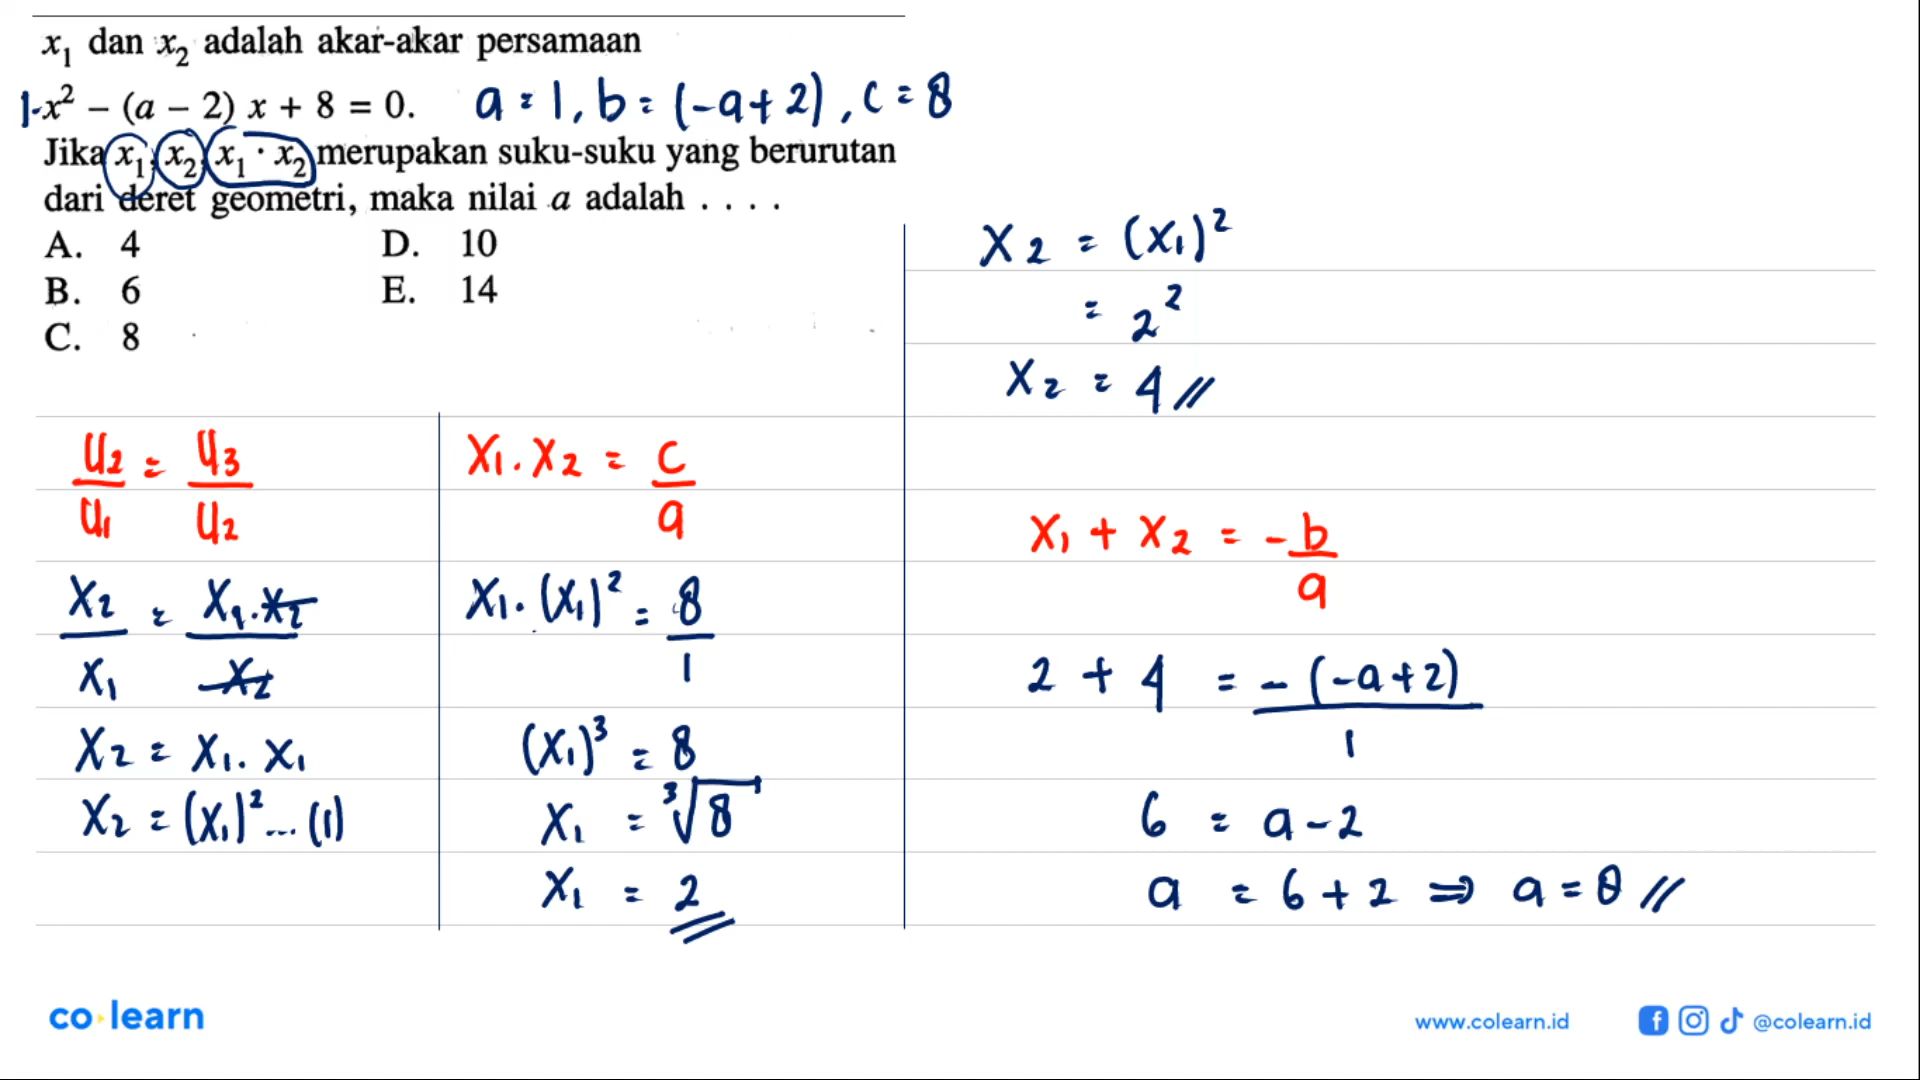 x₁ dan x₂ adalah akar-akar persamaan
1·x² – (a – 2) x + 8 = 0. a = 1, b = (-a+2), c = 8
Jika x₁, x₂, x₁ · x₂ merupakan suku-suku yang berurutan
dari deret geometri, maka nilai a adalah . . . .
A. 4 D. 10
B. 6 E. 14
C. 8
U₂/U₁ = U₃/U₂
x₂/x₁ = x₁·x₂/x₂
x₂ = x₁ . x₁
x₂ = (x₁)² ... (1)
x₁ . x₂ = c/a
x₁ . (x₁)² = 8/1
(x₁)³ = 8
x₁ = ³√8
x₁ = 2
x₂ = (x₁)²
= 2²
x₂ = 4 //
x₁ + x₂ = -b/a
2 + 4 = -(-a+2)/1
6 = a - 2
a = 6 + 2 ⇒ a = 8 //
co learn
www.colearn.id
@colearn.id